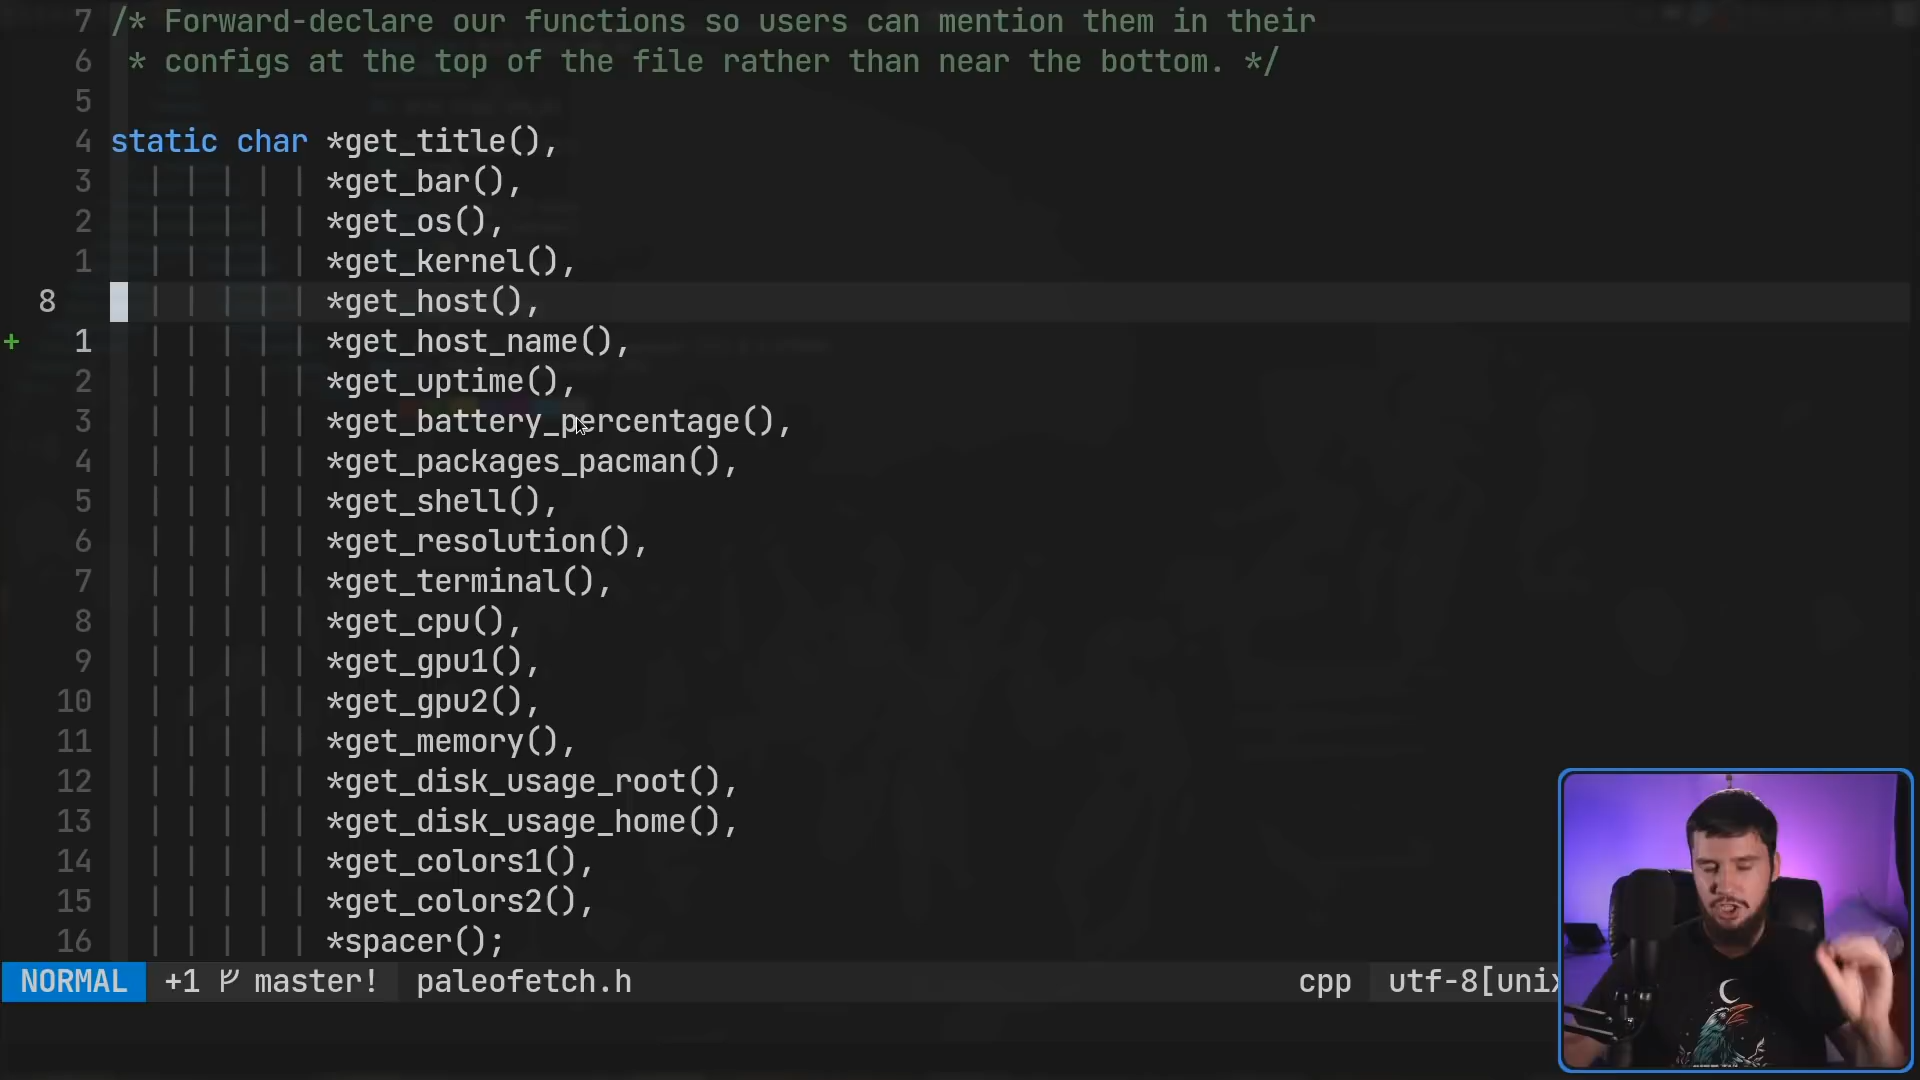 7 /* Forward-declare our functions so users can mention them in their
6  * configs at the top of the file rather than near the bottom. */
5
4 static char *get_title(),
3 *get_bar(),
2 *get_os(),
1 *get_kernel(),
8 *get_host(),
+ 1 *get_host_name(),
2 *get_uptime(),
3 *get_battery_percentage(),
4 *get_packages_pacman(),
5 *get_shell(),
6 *get_resolution(),
7 *get_terminal(),
8 *get_cpu(),
9 *get_gpu1(),
10 *get_gpu2(),
11 *get_memory(),
12 *get_disk_usage_root(),
13 *get_disk_usage_home(),
14 *get_colors1(),
15 *get_colors2(),
16 *spacer();
NORMAL +1 master! paleofetch.h cpp utf-8[unix